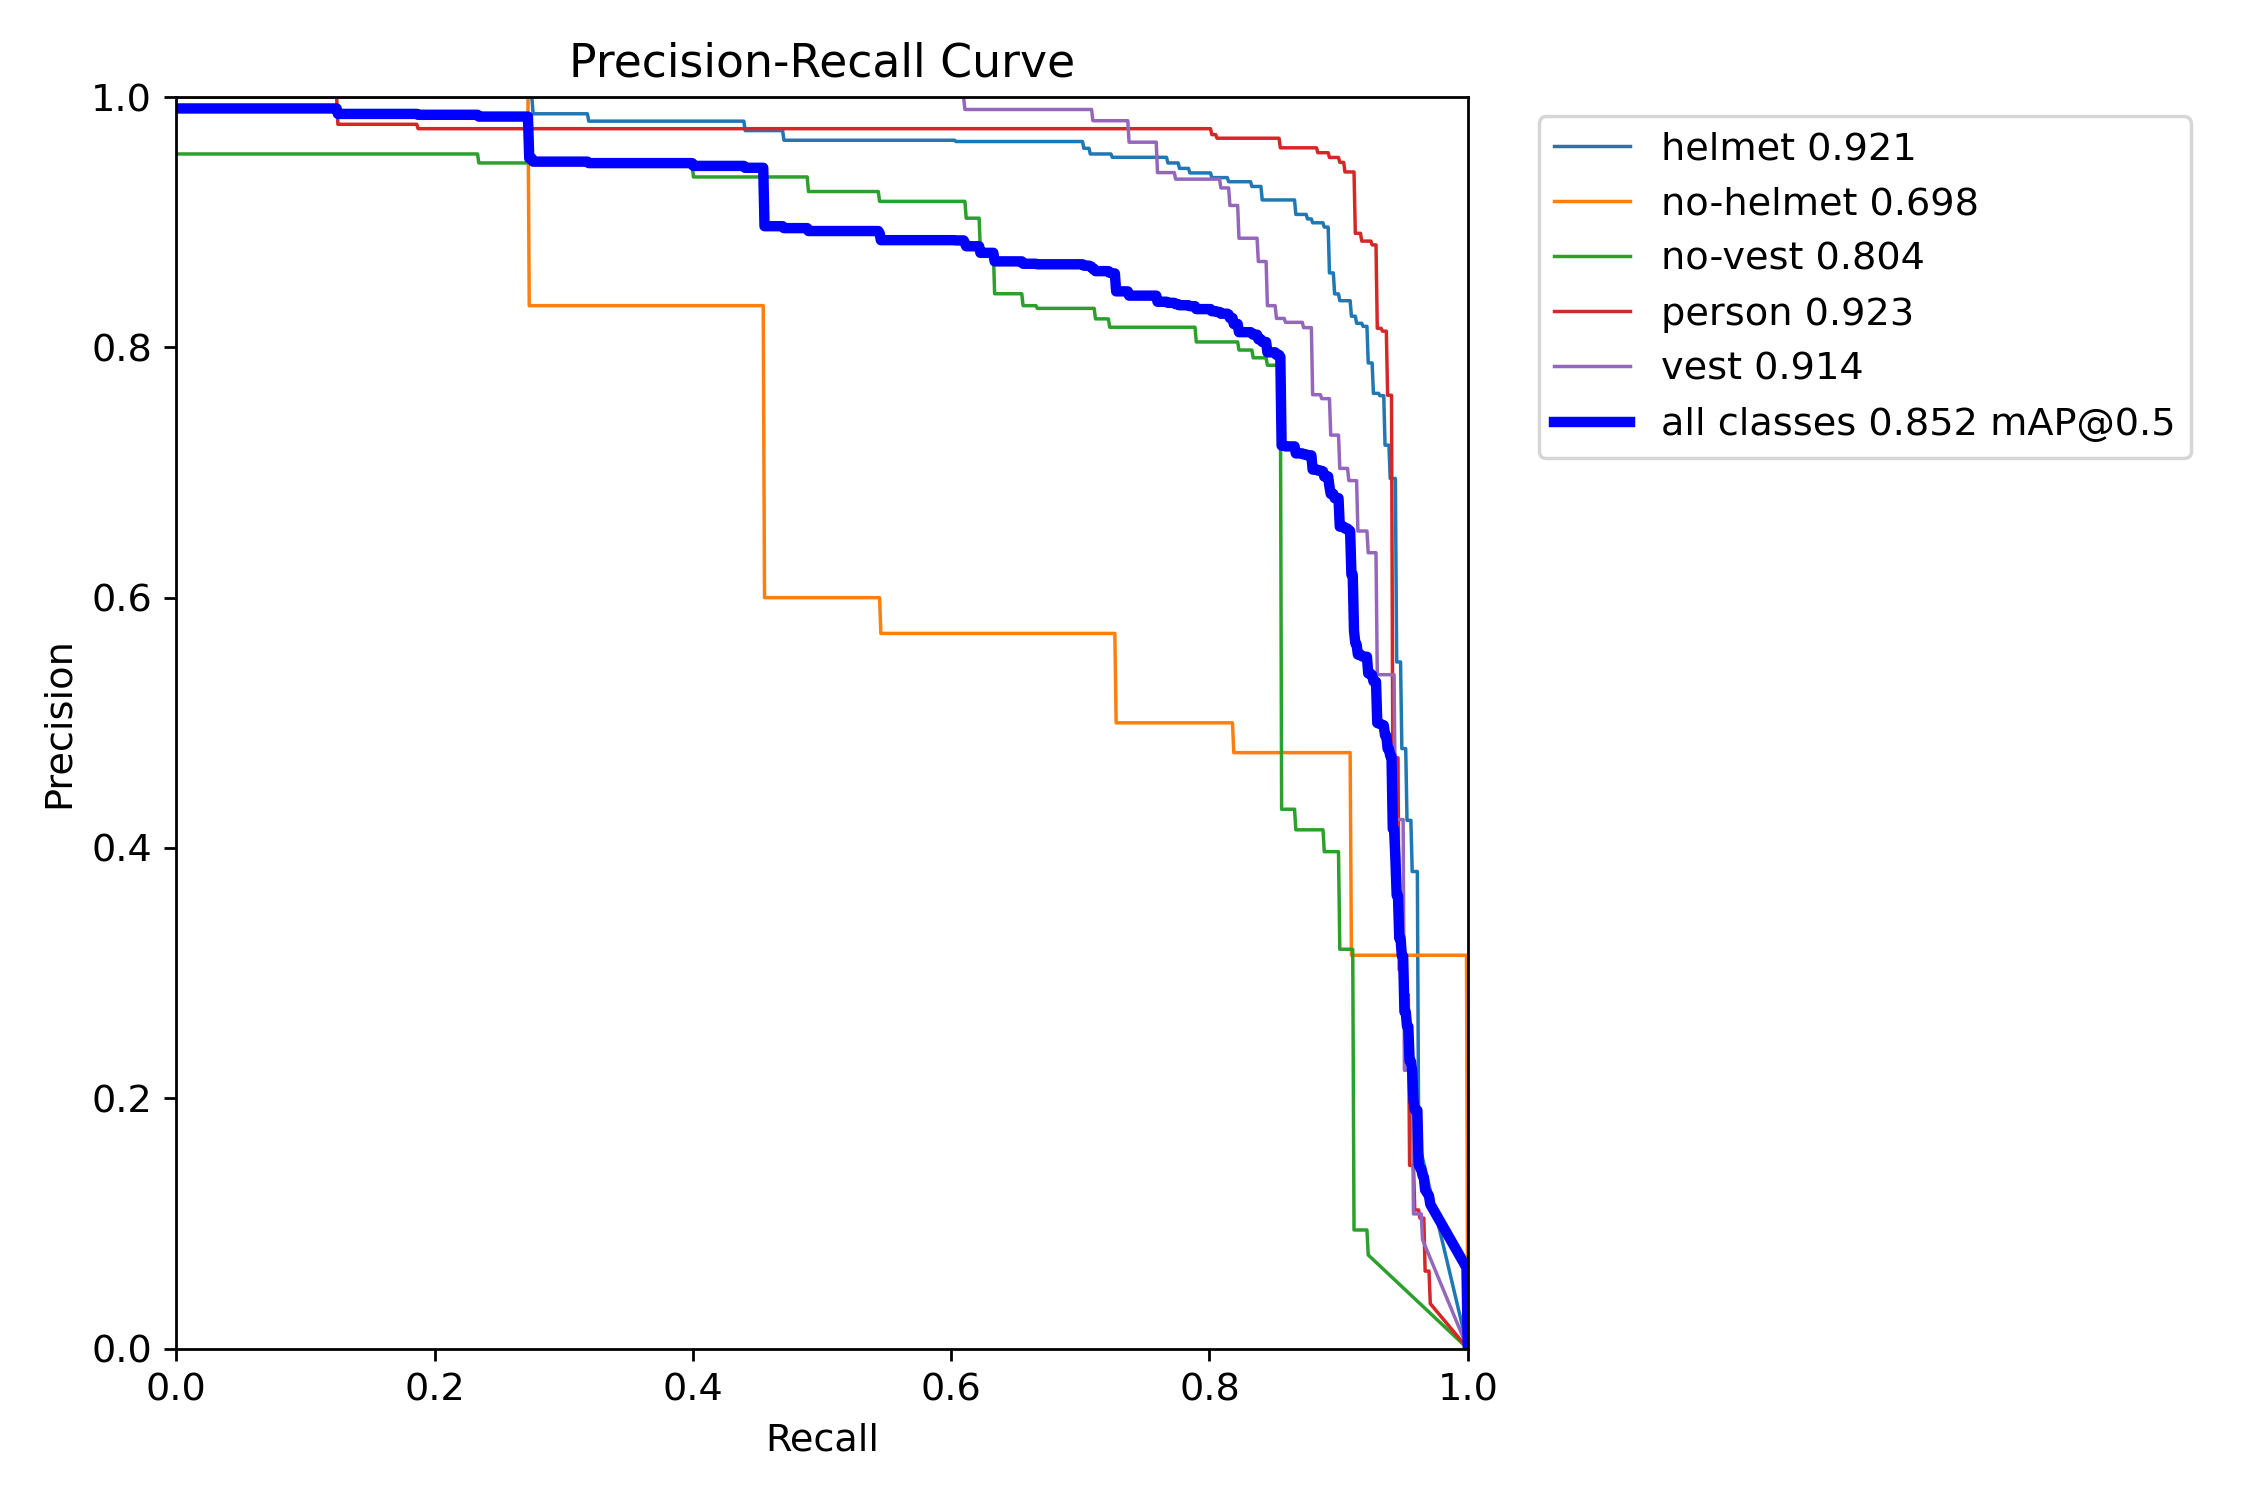 Precision-Recall Curve
1.0
0.8
0.6
0.4
0.2
0.0
Precision
0.0 0.2 0.4 0.6 0.8 1.0
Recall
helmet 0.921
no-helmet 0.698
no-vest 0.804
person 0.923
vest 0.914
all classes 0.852 mAP@0.5